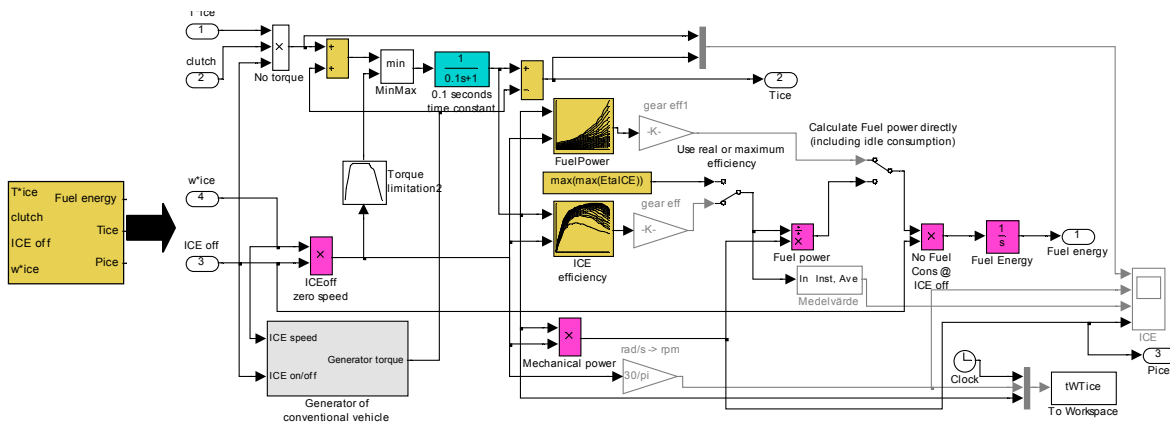 T*ice
1
clutch
2
×
No torque
+
+
min
MinMax
1
0.1s+1
0.1 seconds
time constant
+
−
2
Tice
FuelPower
gear eff1
-K-
Use real or maximum
efficiency
Calculate Fuel power directly
(including idle consumption)
Torque
limitation2
max(max(EtaICE))
ICE
efficiency
gear eff
-K-
÷
×
Fuel power
×
No Fuel
Cons @
ICE off
1
s
Fuel Energy
1
Fuel energy
T*ice
clutch
ICE off
w*ice
Fuel energy
Tice
Pice
w*ice
4
ICE off
3
×
ICEoff
zero speed
In Inst, Ave
Medelvärde
ICE
ICE speed
ICE on/off
Generator torque
Generator of
conventional vehicle
×
Mechanical power
rad/s -> rpm
30/pi
Clock
tWTice
To Workspace
3
Pice